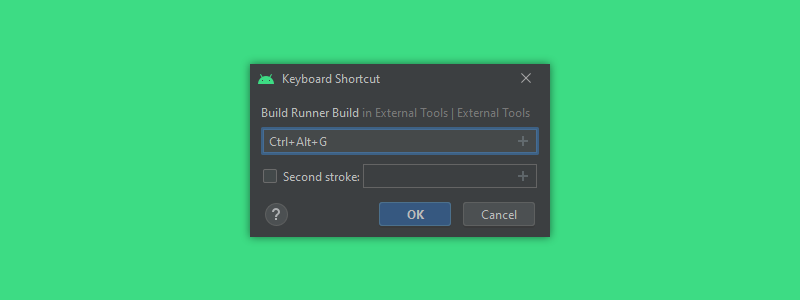 Keyboard Shortcut
Build Runner Build in External Tools | External Tools
Ctrl+Alt+G
Second stroke:
? OK Cancel